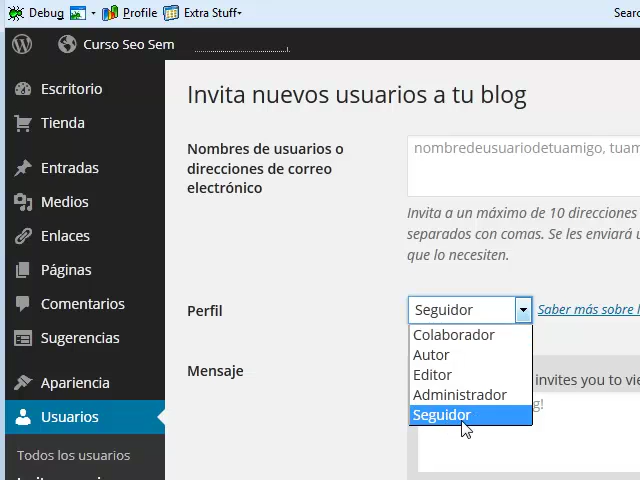 Debug Profile Extra Stuff Sear
Curso Seo Sem
Escritorio
Tienda
Entradas
Medios
Enlaces
Páginas
Comentarios
Sugerencias
Apariencia
Usuarios
Todos los usuarios
Invita nuevos usuarios a tu blog
Nombres de usuarios o
direcciones de correo
electrónico
nombredeusuariodetuamigo, tuam
Invita a un máximo de 10 direcciones
separados con comas. Se les enviará u
que lo necesiten.
Perfil
Seguidor
Saber más sobre l
Colaborador
Autor
Editor
Administrador
Seguidor
Mensaje
invites you to vie
g!